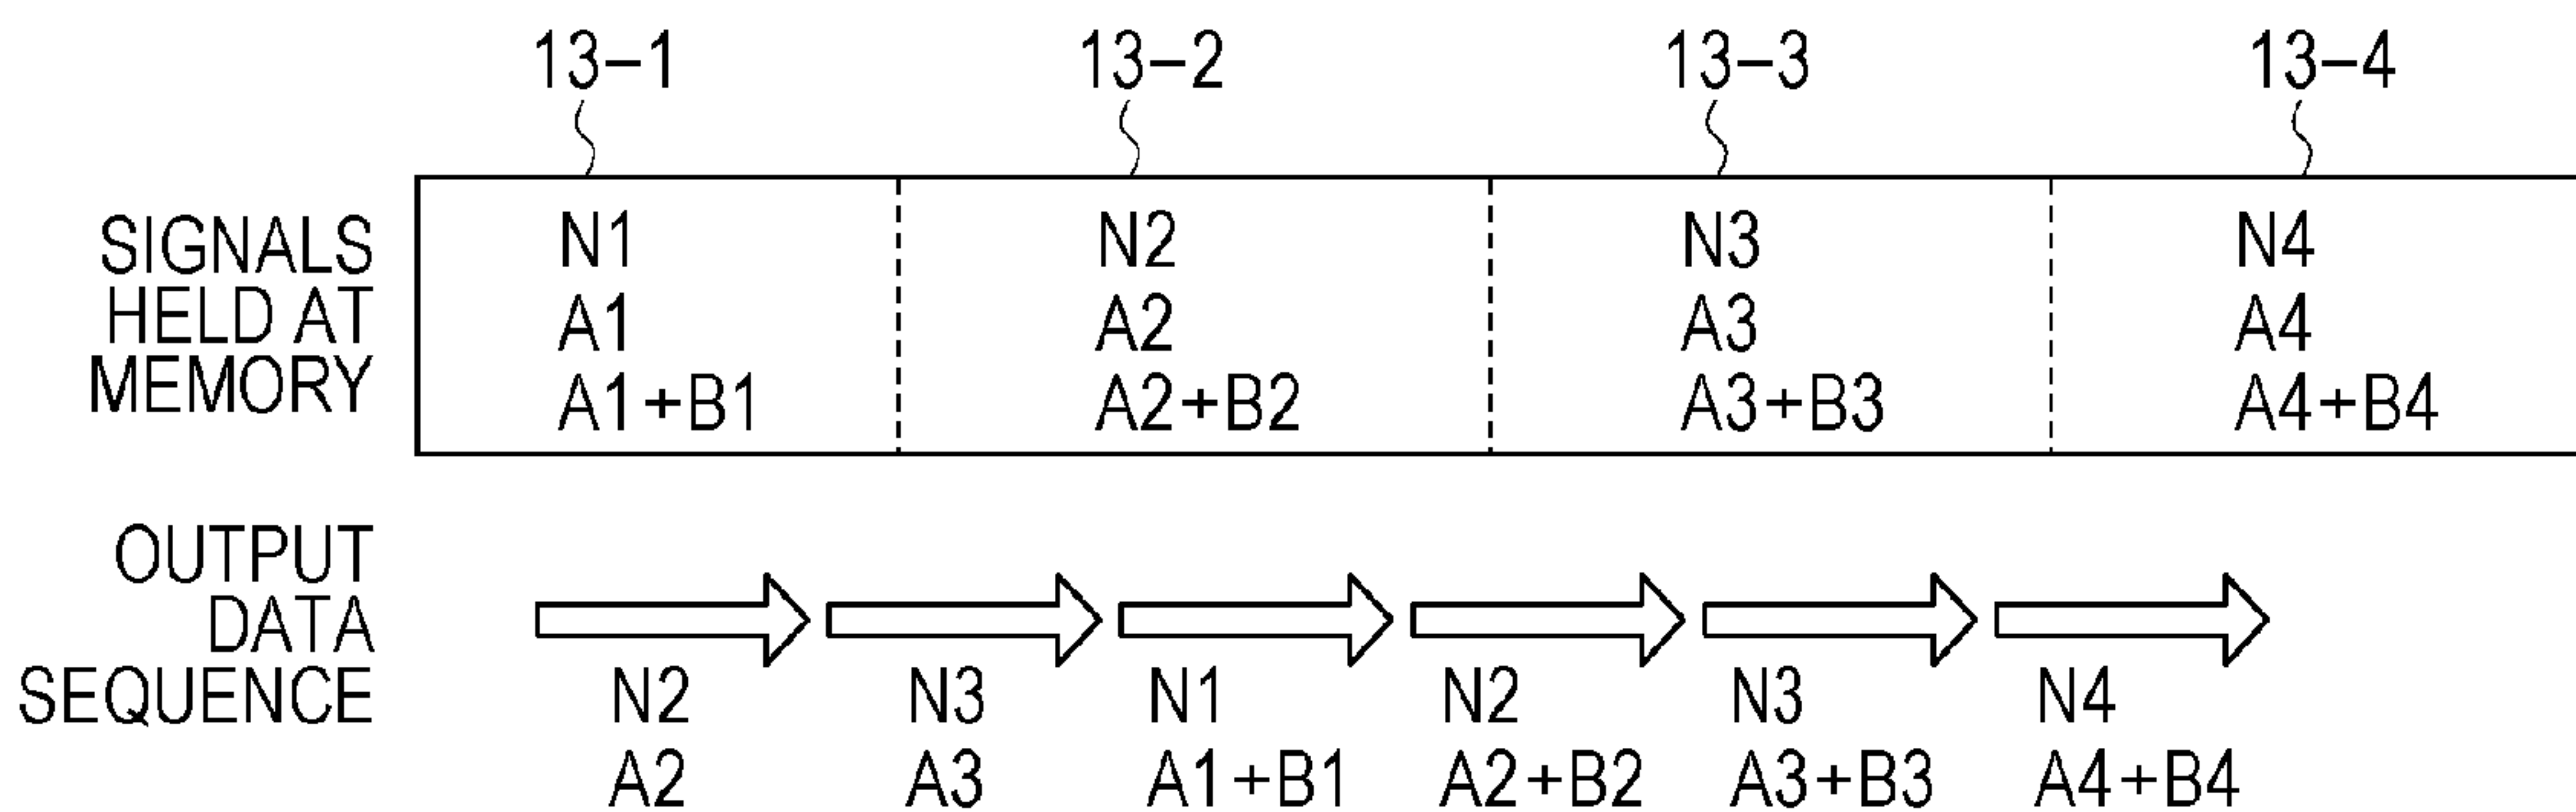 13-1 13-2 13-3 13-4
SIGNALS
HELD AT
MEMORY
N1 N2 N3 N4
A1 A2 A3 A4
A1+B1 A2+B2 A3+B3 A4+B4
OUTPUT
DATA
SEQUENCE
N2 N3 N1 N2 N3 N4
A2 A3 A1+B1 A2+B2 A3+B3 A4+B4